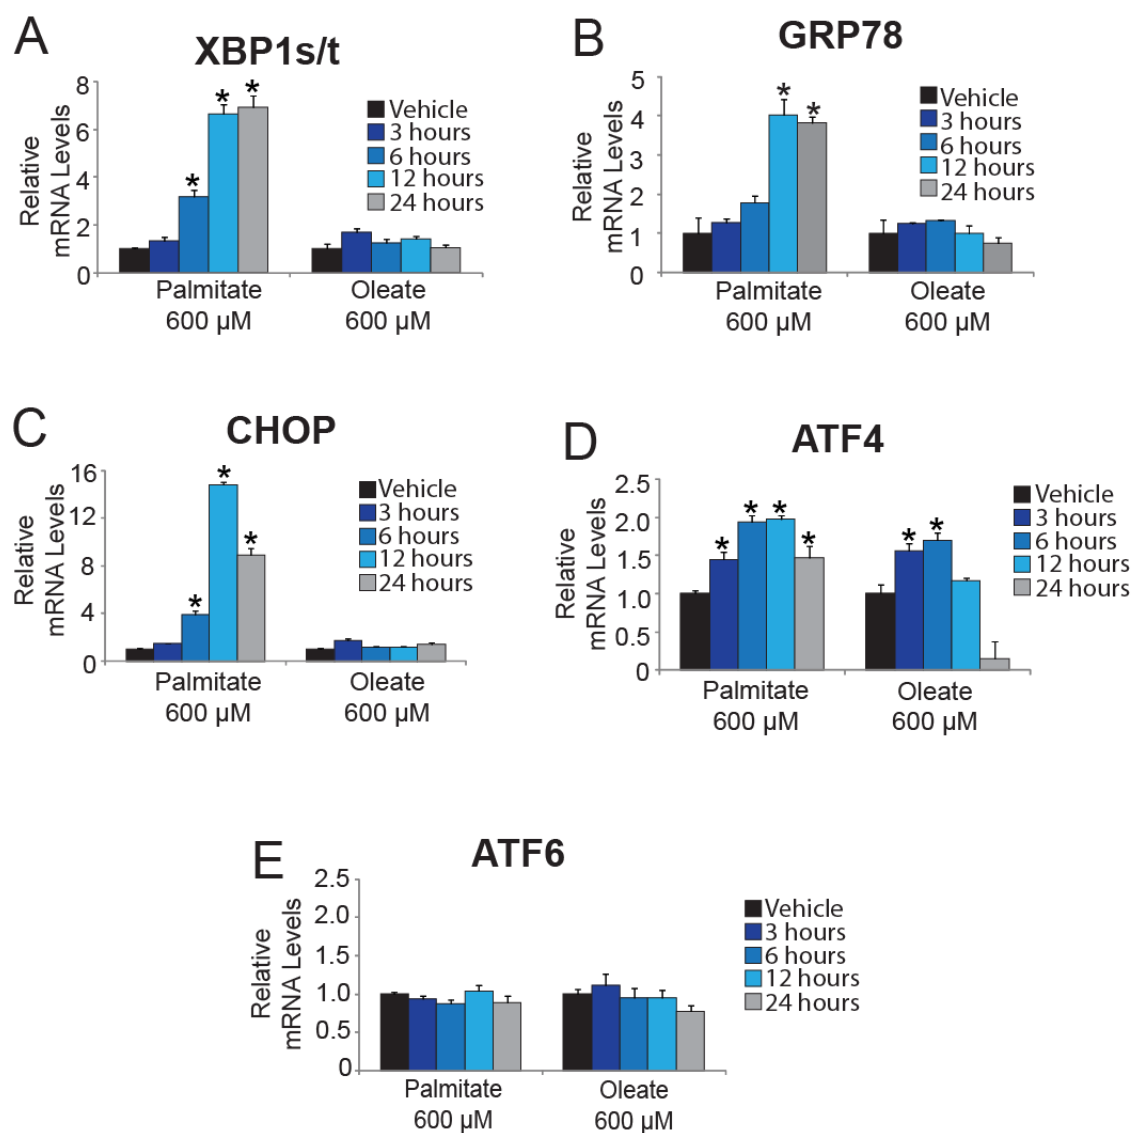 A
XBP1s/t
Relative
mRNA Levels
8
6
4
2
0
* * *
Vehicle
3 hours
6 hours
12 hours
24 hours
Palmitate
600 µM
Oleate
600 µM
B
GRP78
Relative
mRNA Levels
5
4
3
2
1
0
* *
Vehicle
3 hours
6 hours
12 hours
24 hours
Palmitate
600 µM
Oleate
600 µM
C
CHOP
Relative
mRNA Levels
16
12
8
4
0
* * *
Vehicle
3 hours
6 hours
12 hours
24 hours
Palmitate
600 µM
Oleate
600 µM
D
ATF4
Relative
mRNA Levels
2.5
2.0
1.5
1.0
0.5
0
* * * * * *
Vehicle
3 hours
6 hours
12 hours
24 hours
Palmitate
600 µM
Oleate
600 µM
E
ATF6
Relative
mRNA Levels
2.5
2.0
1.5
1.0
0.5
0
Vehicle
3 hours
6 hours
12 hours
24 hours
Palmitate
600 µM
Oleate
600 µM